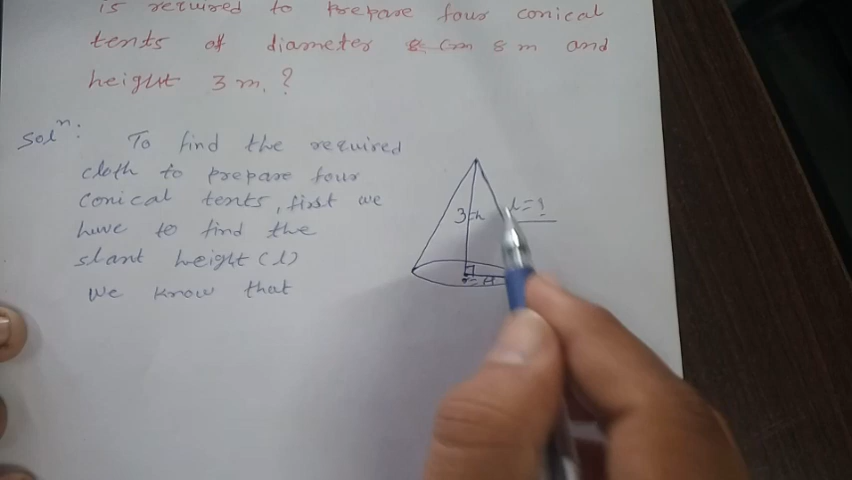 is required to prepare four conical
tents of diameter 8 m and
height 3 m. ?
Solⁿ: To find the required
cloth to prepare four
conical tents, first we
have to find the
slant height (l)
We know that
3=h
l=?